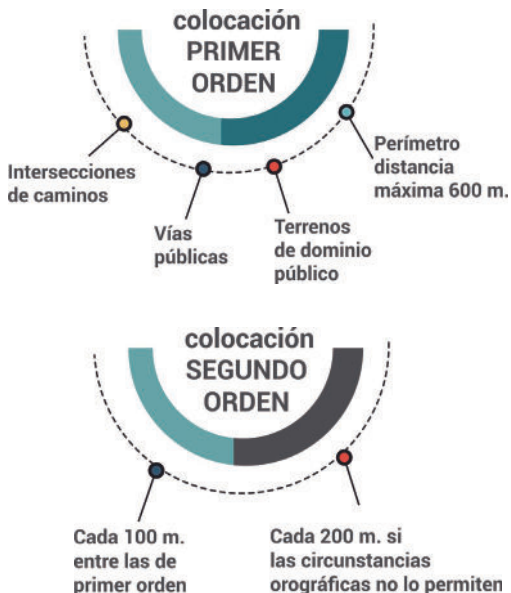 colocación
PRIMER
ORDEN
Intersecciones
de caminos
Vías
públicas
Terrenos
de dominio
público
Perímetro
distancia
máxima 600 m.
colocación
SEGUNDO
ORDEN
Cada 100 m.
entre las de
primer orden
Cada 200 m. si
las circunstancias
orográficas no lo permiten